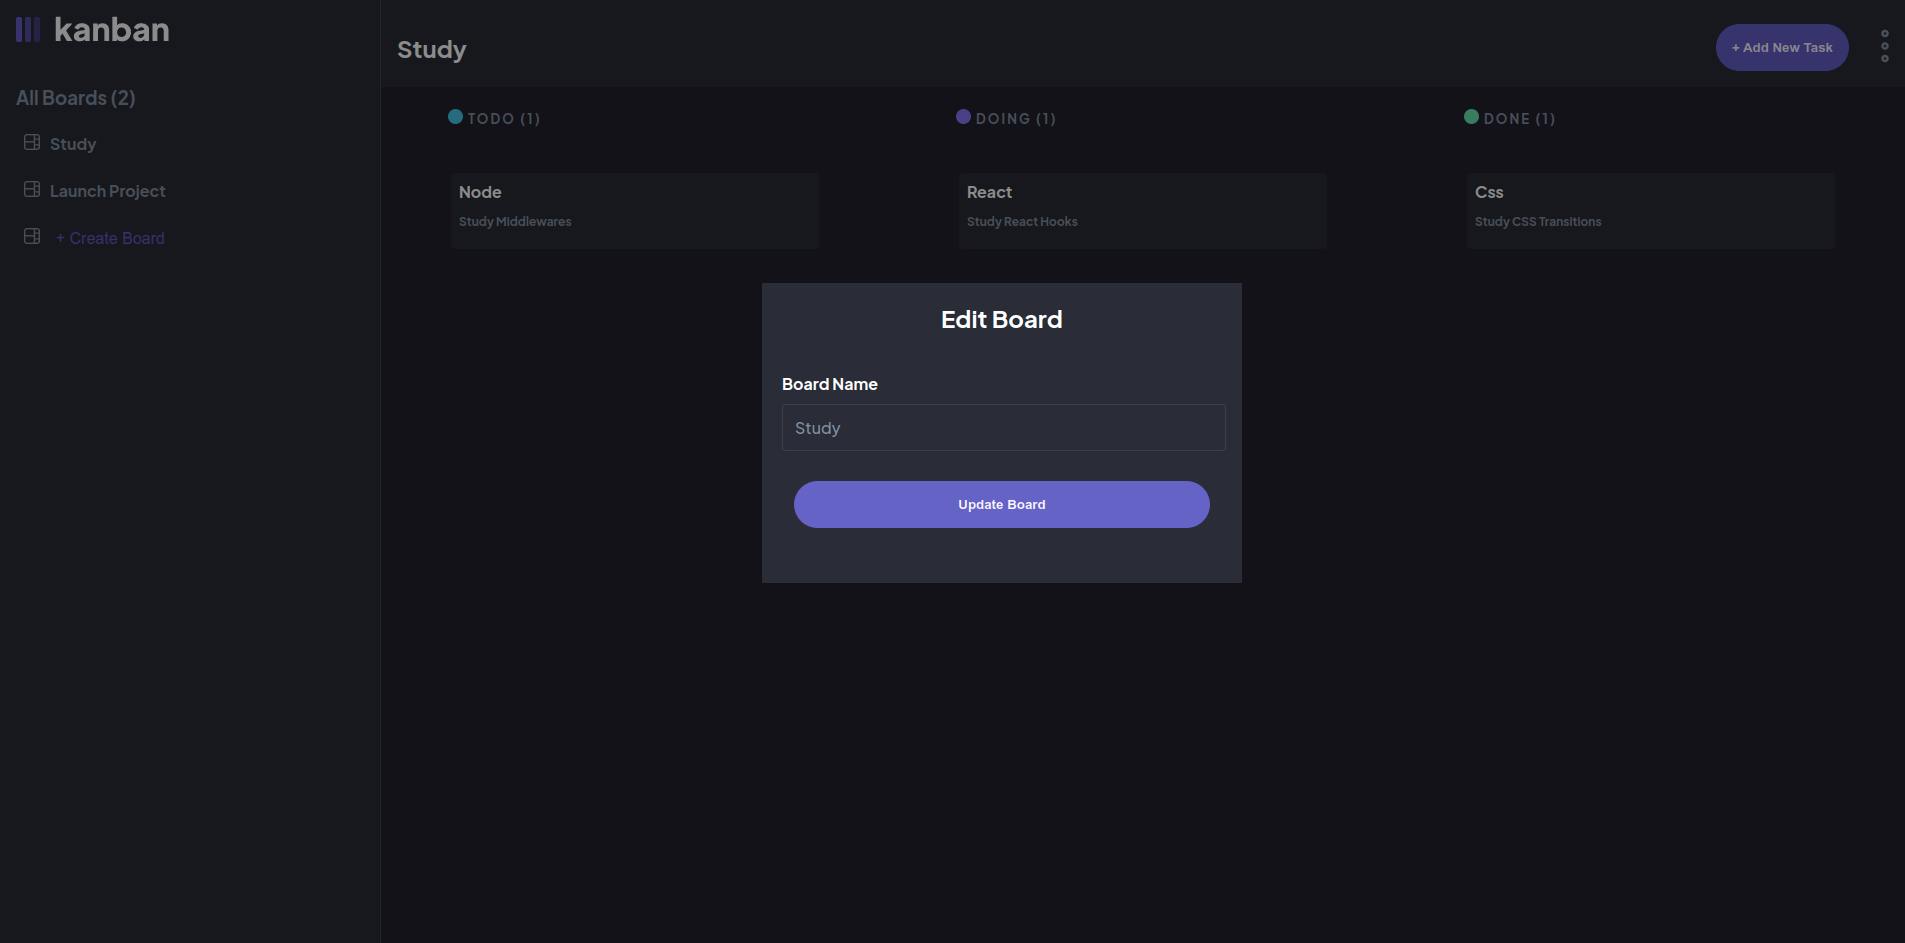 kanban
All Boards (2)
Study
Launch Project
+ Create Board
Study
+ Add New Task
TODO (1)
Node
Study Middlewares
DOING (1)
React
Study React Hooks
DONE (1)
Css
Study CSS Transitions
Edit Board
Board Name
Study
Update Board